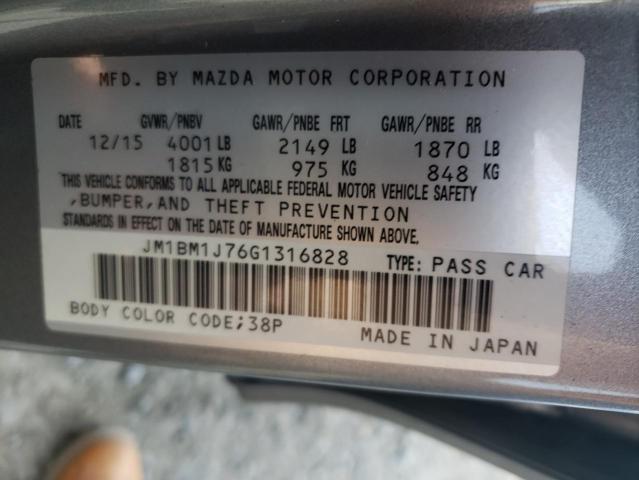 MFD. BY MAZDA MOTOR CORPORATION
DATE GVWR/PNBV GAWR/PNBE FRT GAWR/PNBE RR
12/15 4001 LB 2149 LB 1870 LB
1815 KG 975 KG 848 KG
THIS VEHICLE CONFORMS TO ALL APPLICABLE FEDERAL MOTOR VEHICLE SAFETY
,BUMPER,AND THEFT PREVENTION
STANDARDS IN EFFECT ON THE DATE OF MANUFACTURE SHOWN ABOVE.
JM1BM1J76G1316828 TYPE: PASS CAR
BODY COLOR CODE;38P MADE IN JAPAN